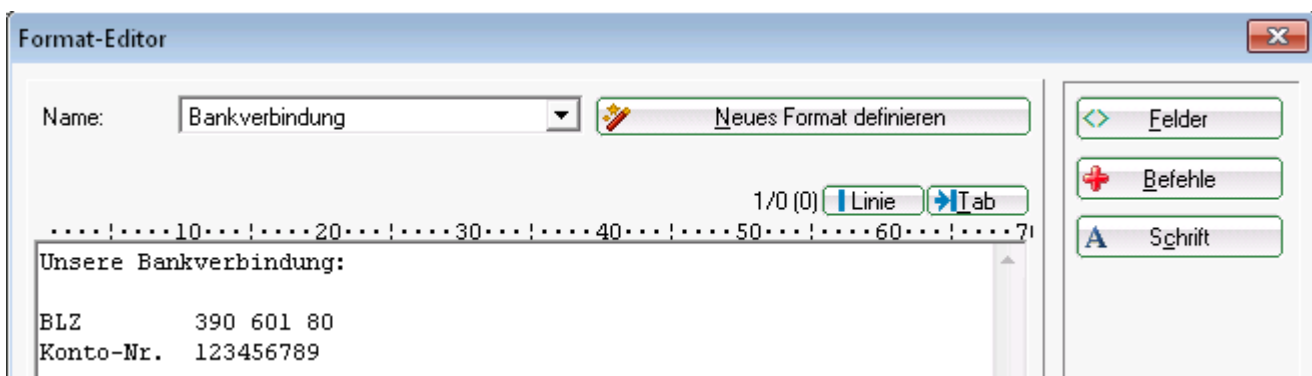 Format-Editor
Name: Bankverbindung Neues Format definieren Felder
Befehle
1/0 (0) Linie Tab
Schrift
····¦····10···¦····20···¦····30···¦····40···¦····50···¦····60···¦····7
Unsere Bankverbindung:
BLZ 390 601 80
Konto-Nr. 123456789